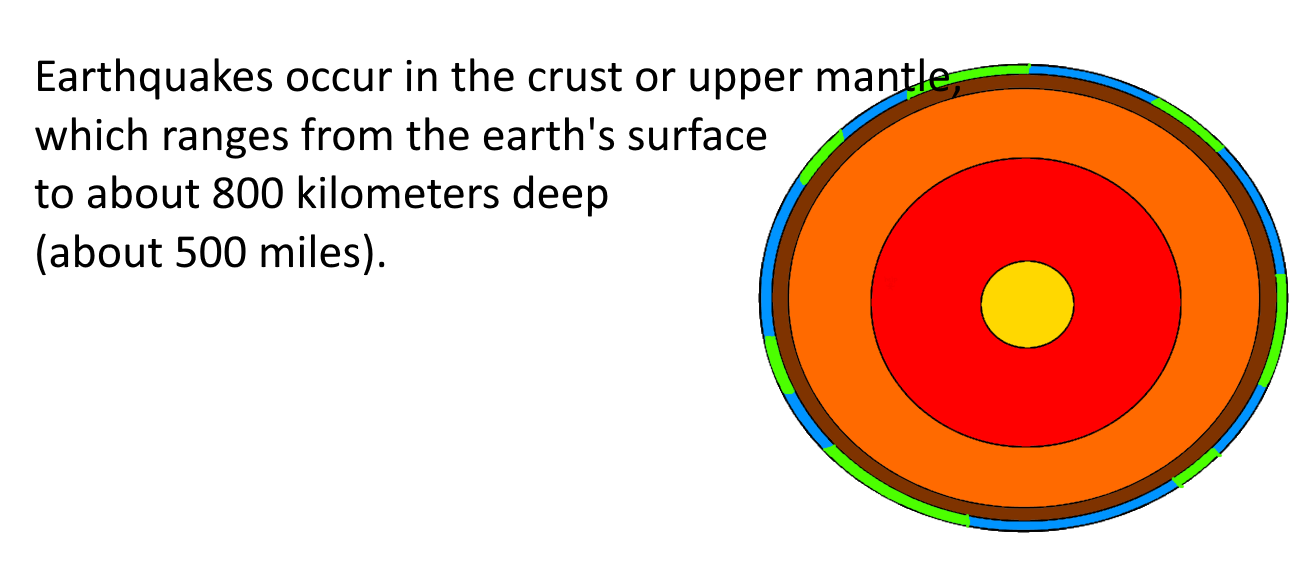 Earthquakes occur in the crust or upper mantle,
which ranges from the earth's surface
to about 800 kilometers deep
(about 500 miles).